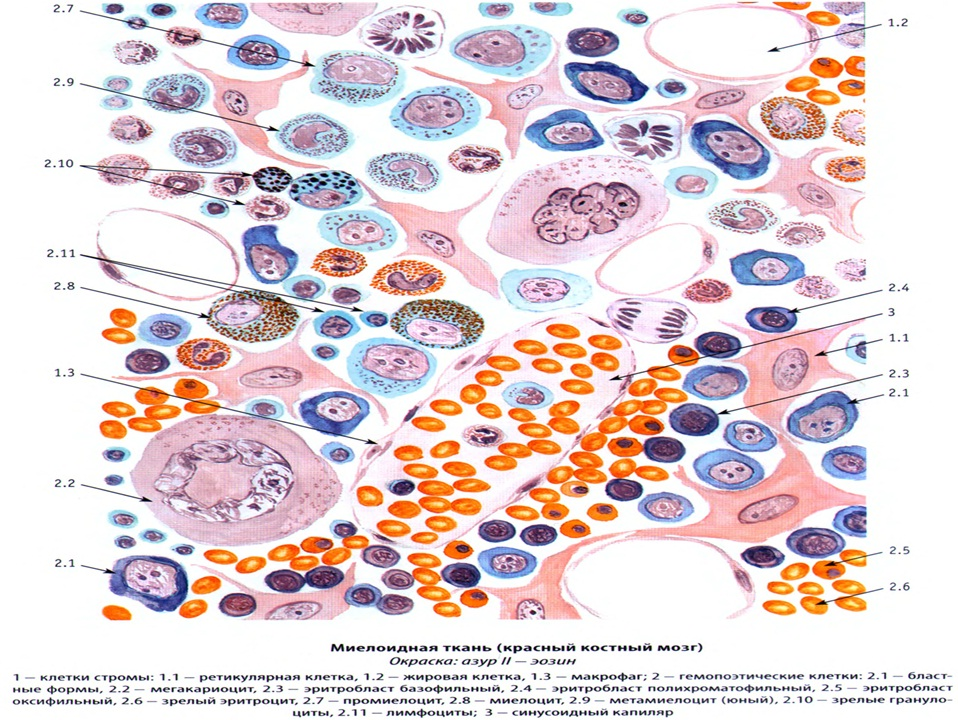 2.7
1.2
2.9
2.10
2.11
2.8
2.4
3
1.1
1.3
2.3
2.1
2.2
2.5
2.1
2.6
Миелоидная ткань (красный костный мозг)
Окраска: азур II — эозин
1 — клетки стромы: 1.1 — ретикулярная клетка, 1.2 — жировая клетка, 1.3 — макрофаг; 2 — гемопоэтические клетки: 2.1 — бласт-
ные формы, 2.2 — мегакариоцит, 2.3 — эритробласт базофильный, 2.4 — эритробласт полихроматофильный, 2.5 — эритробласт
оксифильный, 2.6 — зрелый эритроцит, 2.7 — промиелоцит, 2.8 — миелоцит, 2.9 — метамиелоцит (юный), 2.10 — зрелые грануло-
циты, 2.11 — лимфоциты; 3 — синусоидный капиляр